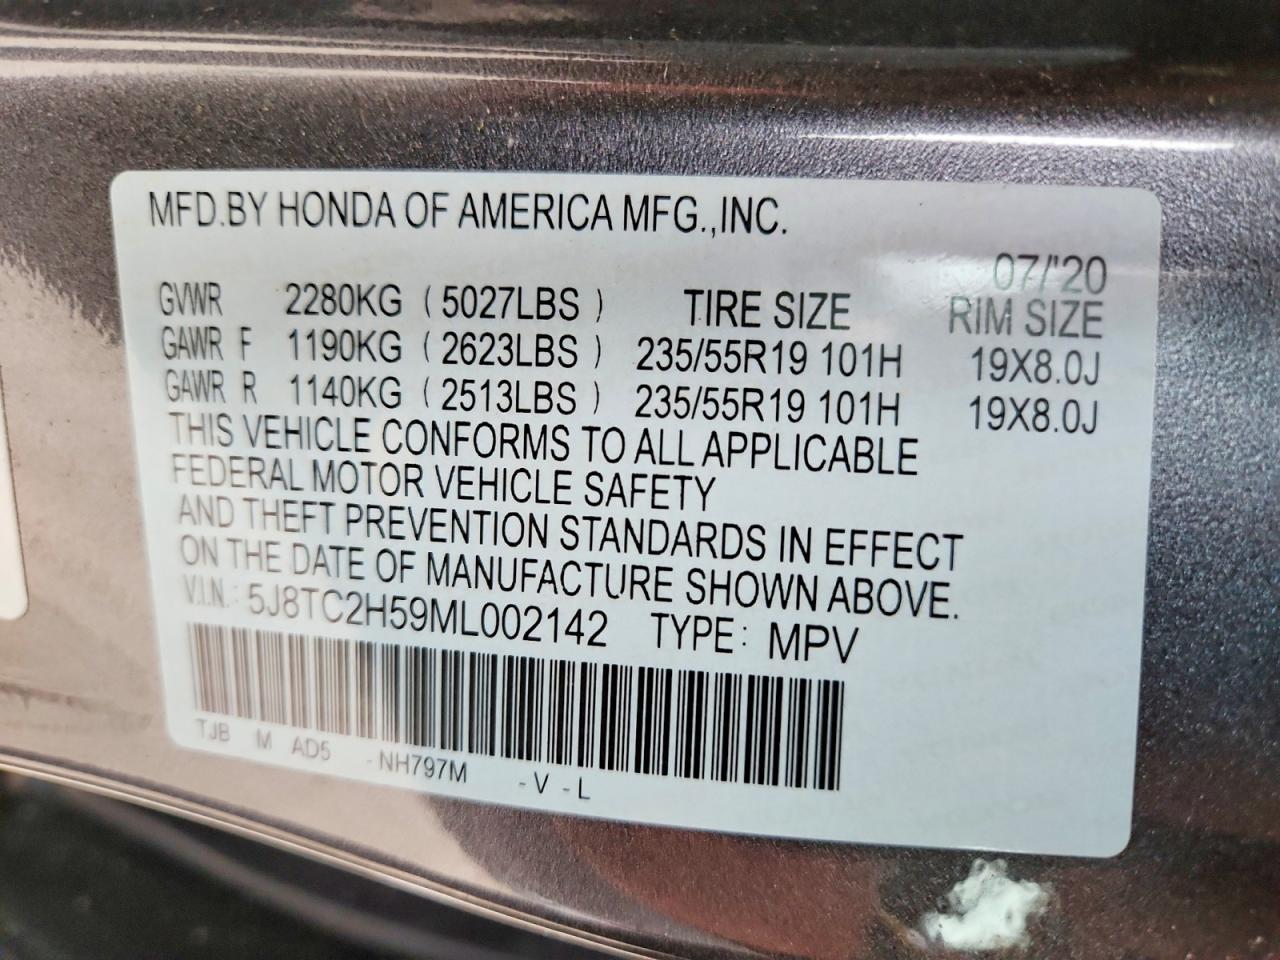 MFD.BY HONDA OF AMERICA MFG.,INC.
07/'20
GVWR 2280KG ( 5027LBS ) TIRE SIZE RIM SIZE
GAWR F 1190KG ( 2623LBS ) 235/55R19 101H 19X8.0J
GAWR R 1140KG ( 2513LBS ) 235/55R19 101H 19X8.0J
THIS VEHICLE CONFORMS TO ALL APPLICABLE
FEDERAL MOTOR VEHICLE SAFETY
AND THEFT PREVENTION STANDARDS IN EFFECT
ON THE DATE OF MANUFACTURE SHOWN ABOVE.
V.I.N.: 5J8TC2H59ML002142 TYPE: MPV
TJB M AD5 -NH797M -V -L